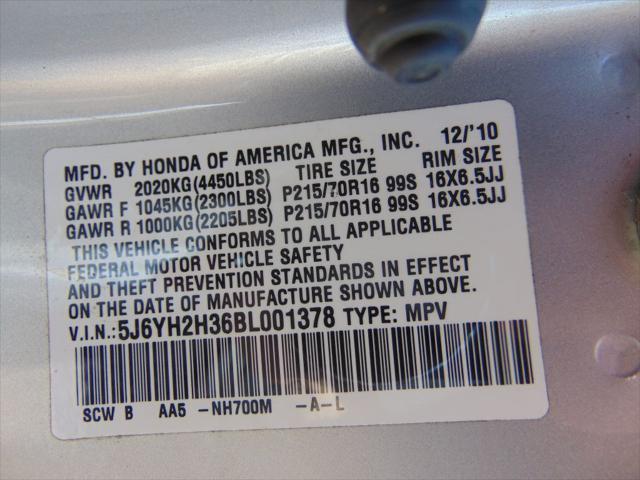 MFD. BY HONDA OF AMERICA MFG., INC. 12/'10
GVWR 2020KG(4450LBS) TIRE SIZE RIM SIZE
GAWR F 1045KG(2300LBS) P215/70R16 99S 16X6.5JJ
GAWR R 1000KG(2205LBS) P215/70R16 99S 16X6.5JJ
THIS VEHICLE CONFORMS TO ALL APPLICABLE
FEDERAL MOTOR VEHICLE SAFETY
AND THEFT PREVENTION STANDARDS IN EFFECT
ON THE DATE OF MANUFACTURE SHOWN ABOVE.
V.I.N.:5J6YH2H36BL001378 TYPE: MPV
SCW B AA5 -NH700M -A-L